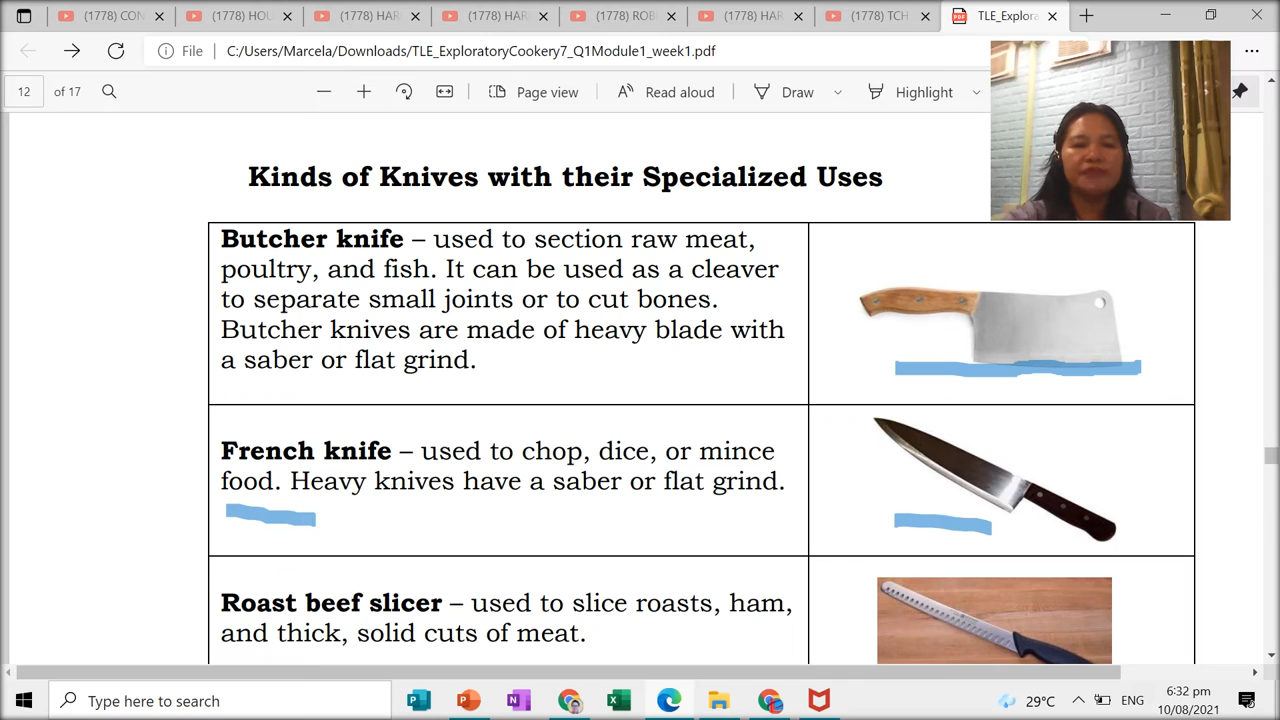 (1778) CON
(1778) HOU
(1778) HAR
(1778) HAR
(1778) ROB
(1778) HAR
(1778) TCH
TLE_Explora
File
C:/Users/Marcela/Downloads/TLE_ExploratoryCookery7_Q1Module1_week1.pdf
12 of 17
Page view
Read aloud
Draw
Highlight
Kinds of Knives with their Specialized Uses
Butcher knife – used to section raw meat,
poultry, and fish. It can be used as a cleaver
to separate small joints or to cut bones.
Butcher knives are made of heavy blade with
a saber or flat grind.
French knife – used to chop, dice, or mince
food. Heavy knives have a saber or flat grind.
Roast beef slicer – used to slice roasts, ham,
and thick, solid cuts of meat.
Type here to search
29°C
ENG
6:32 pm
10/08/2021